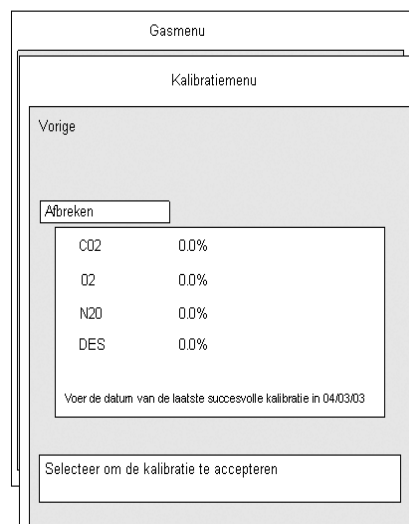 Gasmenu
Kalibratiemenu
Vorige
Afbreken
C02 0.0%
02 0.0%
N20 0.0%
DES 0.0%
Voer de datum van de laatste succesvolle kalibratie in 04/03/03
Selecteer om de kalibratie te accepteren